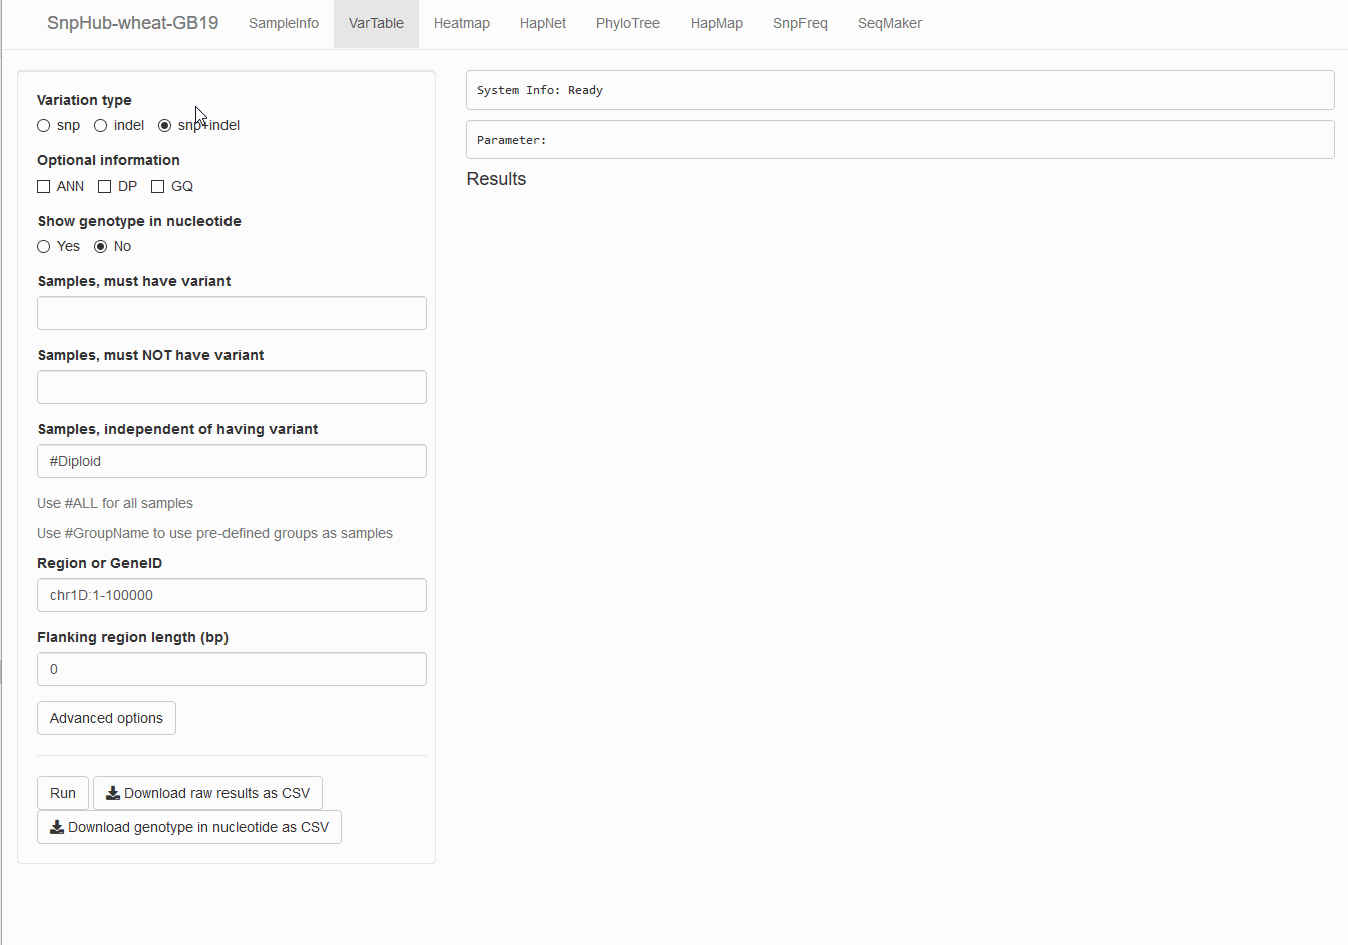 SnpHub-wheat-GB19 SampleInfo VarTable Heatmap HapNet PhyloTree HapMap SnpFreq SeqMaker
Variation type
snp indel snp+indel
Optional information
ANN DP GQ
Show genotype in nucleotide
Yes No
Samples, must have variant
Samples, must NOT have variant
Samples, independent of having variant
#Diploid
Use #ALL for all samples
Use #GroupName to use pre-defined groups as samples
Region or GeneID
chr1D:1-100000
Flanking region length (bp)
0
Advanced options
Run Download raw results as CSV
Download genotype in nucleotide as CSV
System Info: Ready
Parameter:
Results